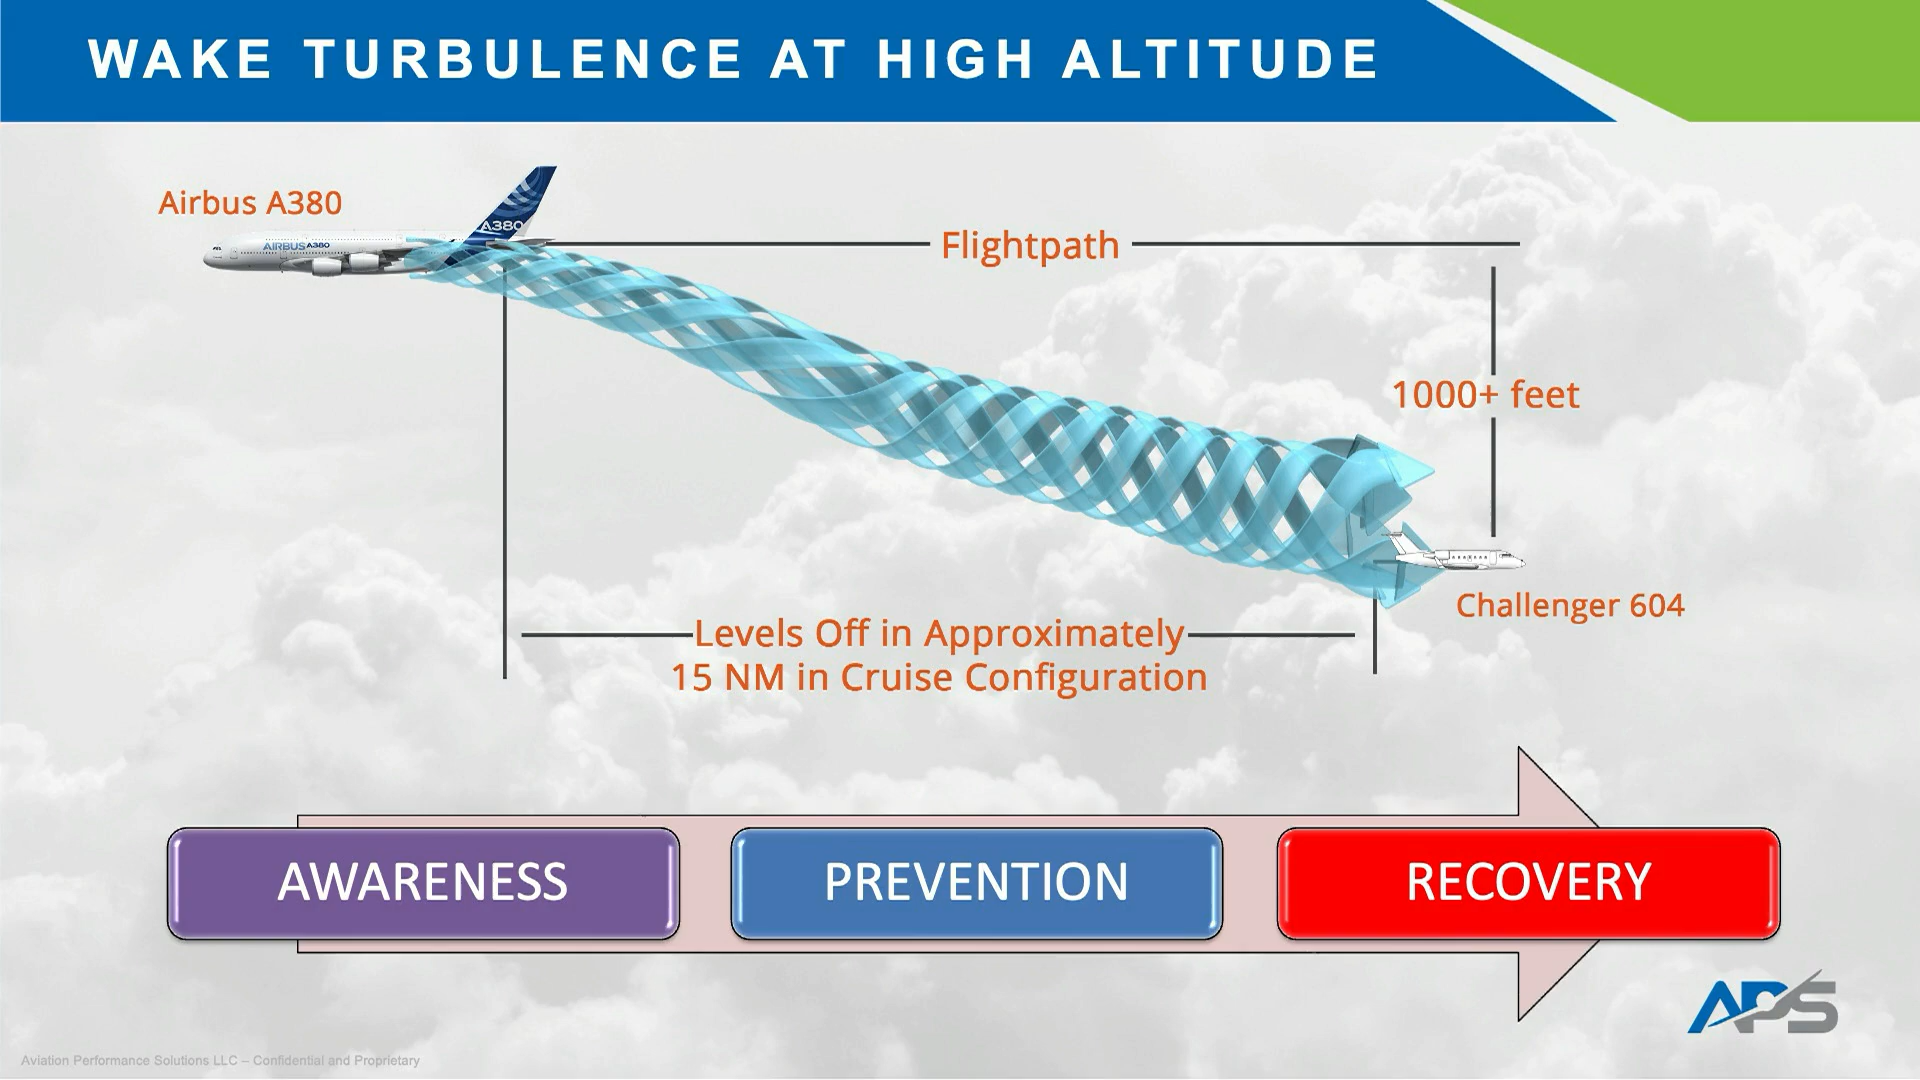 WAKE TURBULENCE AT HIGH ALTITUDE
Airbus A380
A380
AIRBUS A380
Flightpath
1000+ feet
Challenger 604
Levels Off in Approximately
15 NM in Cruise Configuration
AWARENESS
PREVENTION
RECOVERY
APS
Aviation Performance Solutions LLC – Confidential and Proprietary